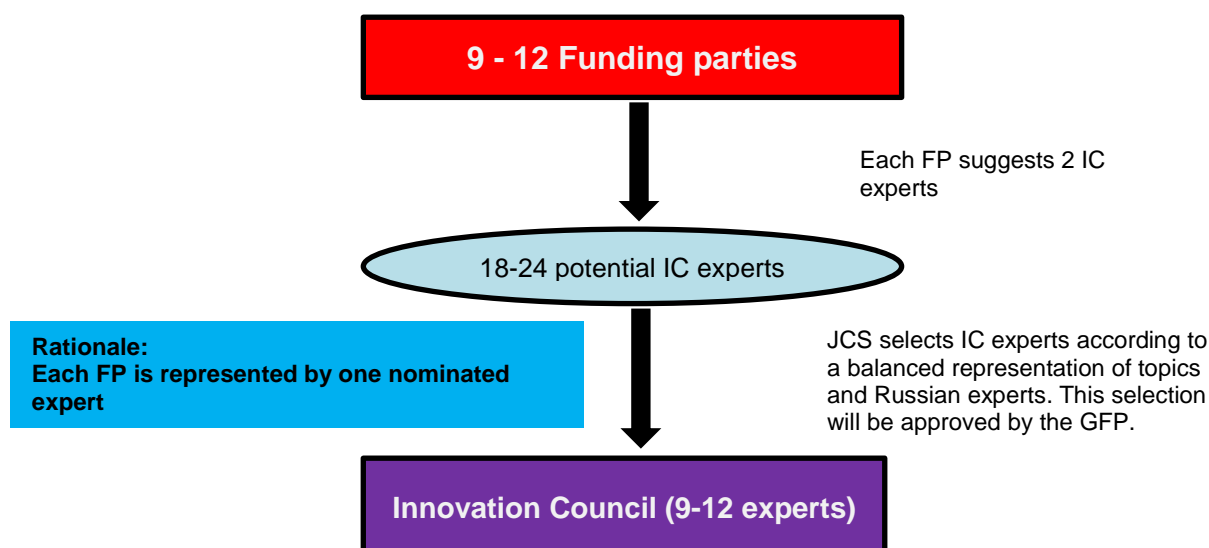 9 - 12 Funding parties
Each FP suggests 2 IC
experts
18-24 potential IC experts
Rationale:
Each FP is represented by one nominated
expert
JCS selects IC experts according to
a balanced representation of topics
and Russian experts. This selection
will be approved by the GFP.
Innovation Council (9-12 experts)